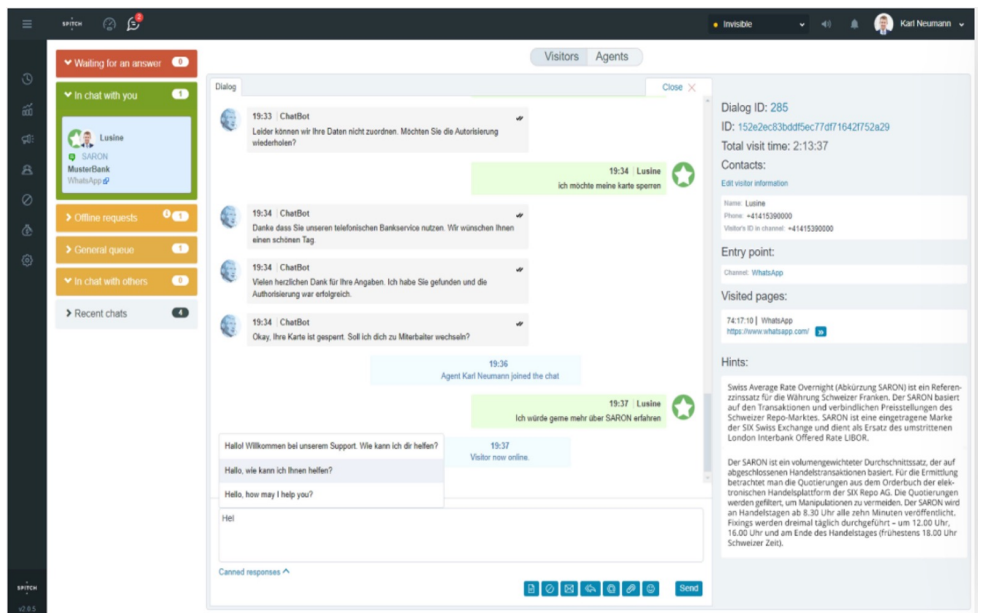 SPITCH
2
Invisible
Karl Neumann
Waiting for an answer 0
In chat with you 1
Lusine
SARON
MusterBank
WhatsApp
Offline requests 1
General queue 1
In chat with others 0
Recent chats 4
Visitors Agents
Dialog
Close
19:33 ChatBot
Leider können wir Ihre Daten nicht zuordnen. Möchten Sie die Autorisierung
wiederholen?
19:34 Lusine
ich möchte meine karte sperren
19:34 ChatBot
Danke dass Sie unseren telefonischen Bankservice nutzen. Wir wünschen Ihnen
einen schönen Tag.
19:34 ChatBot
Vielen herzlichen Dank für Ihre Angaben. Ich habe Sie gefunden und die
Authorisierung war erfolgreich.
19:34 ChatBot
Okay, Ihre Karte ist gesperrt. Soll ich dich zu Miterbaiter wechseln?
19:36
Agent Karl Neumann joined the chat
19:37 Lusine
Ich würde gerne mehr über SARON erfahren
19:37
Visitor now online.
Hallo! Willkommen bei unserem Support. Wie kann ich dir helfen?
Hallo, wie kann ich Ihnen helfen?
Hello, how may I help you?
Hel
Canned responses
Send
Dialog ID: 285
ID: 152e2ec83bddf5ec77df71642f752a29
Total visit time: 2:13:37
Contacts:
Edit visitor information
Name: Lusine
Phone: +41415390000
Visitor's ID in channel: +41415390000
Entry point:
Channel: WhatsApp
Visited pages:
74:17:10 | WhatsApp
https://www.whatsapp.com/
Hints:
Swiss Average Rate Overnight (Abkürzung SARON) ist ein Referen-
zzinssatz für die Währung Schweizer Franken. Der SARON basiert
auf den Transaktionen und verbindlichen Preisstellungen des
Schweizer Repo-Marktes. SARON ist eine eingetragene Marke
der SIX Swiss Exchange und dient als Ersatz des umstrittenen
London Interbank Offered Rate LIBOR.
Der SARON ist ein volumengewichteter Durchschnittssatz, der auf
abgeschlossenen Handelstransaktionen basiert. Für die Ermittlung
betrachtet man die Quotierungen aus dem Orderbuch der elek-
tronischen Handelsplattform der SIX Repo AG. Die Quotierungen
werden gefiltert, um Manipulationen zu vermeiden. Der SARON wird
an Handelstagen ab 8.30 Uhr alle zehn Minuten veröffentlicht.
Fixings werden dreimal täglich durchgeführt – um 12.00 Uhr,
16.00 Uhr und am Ende des Handelstages (frühestens 18.00 Uhr
Schweizer Zeit).
SPITCH
v2.0.5